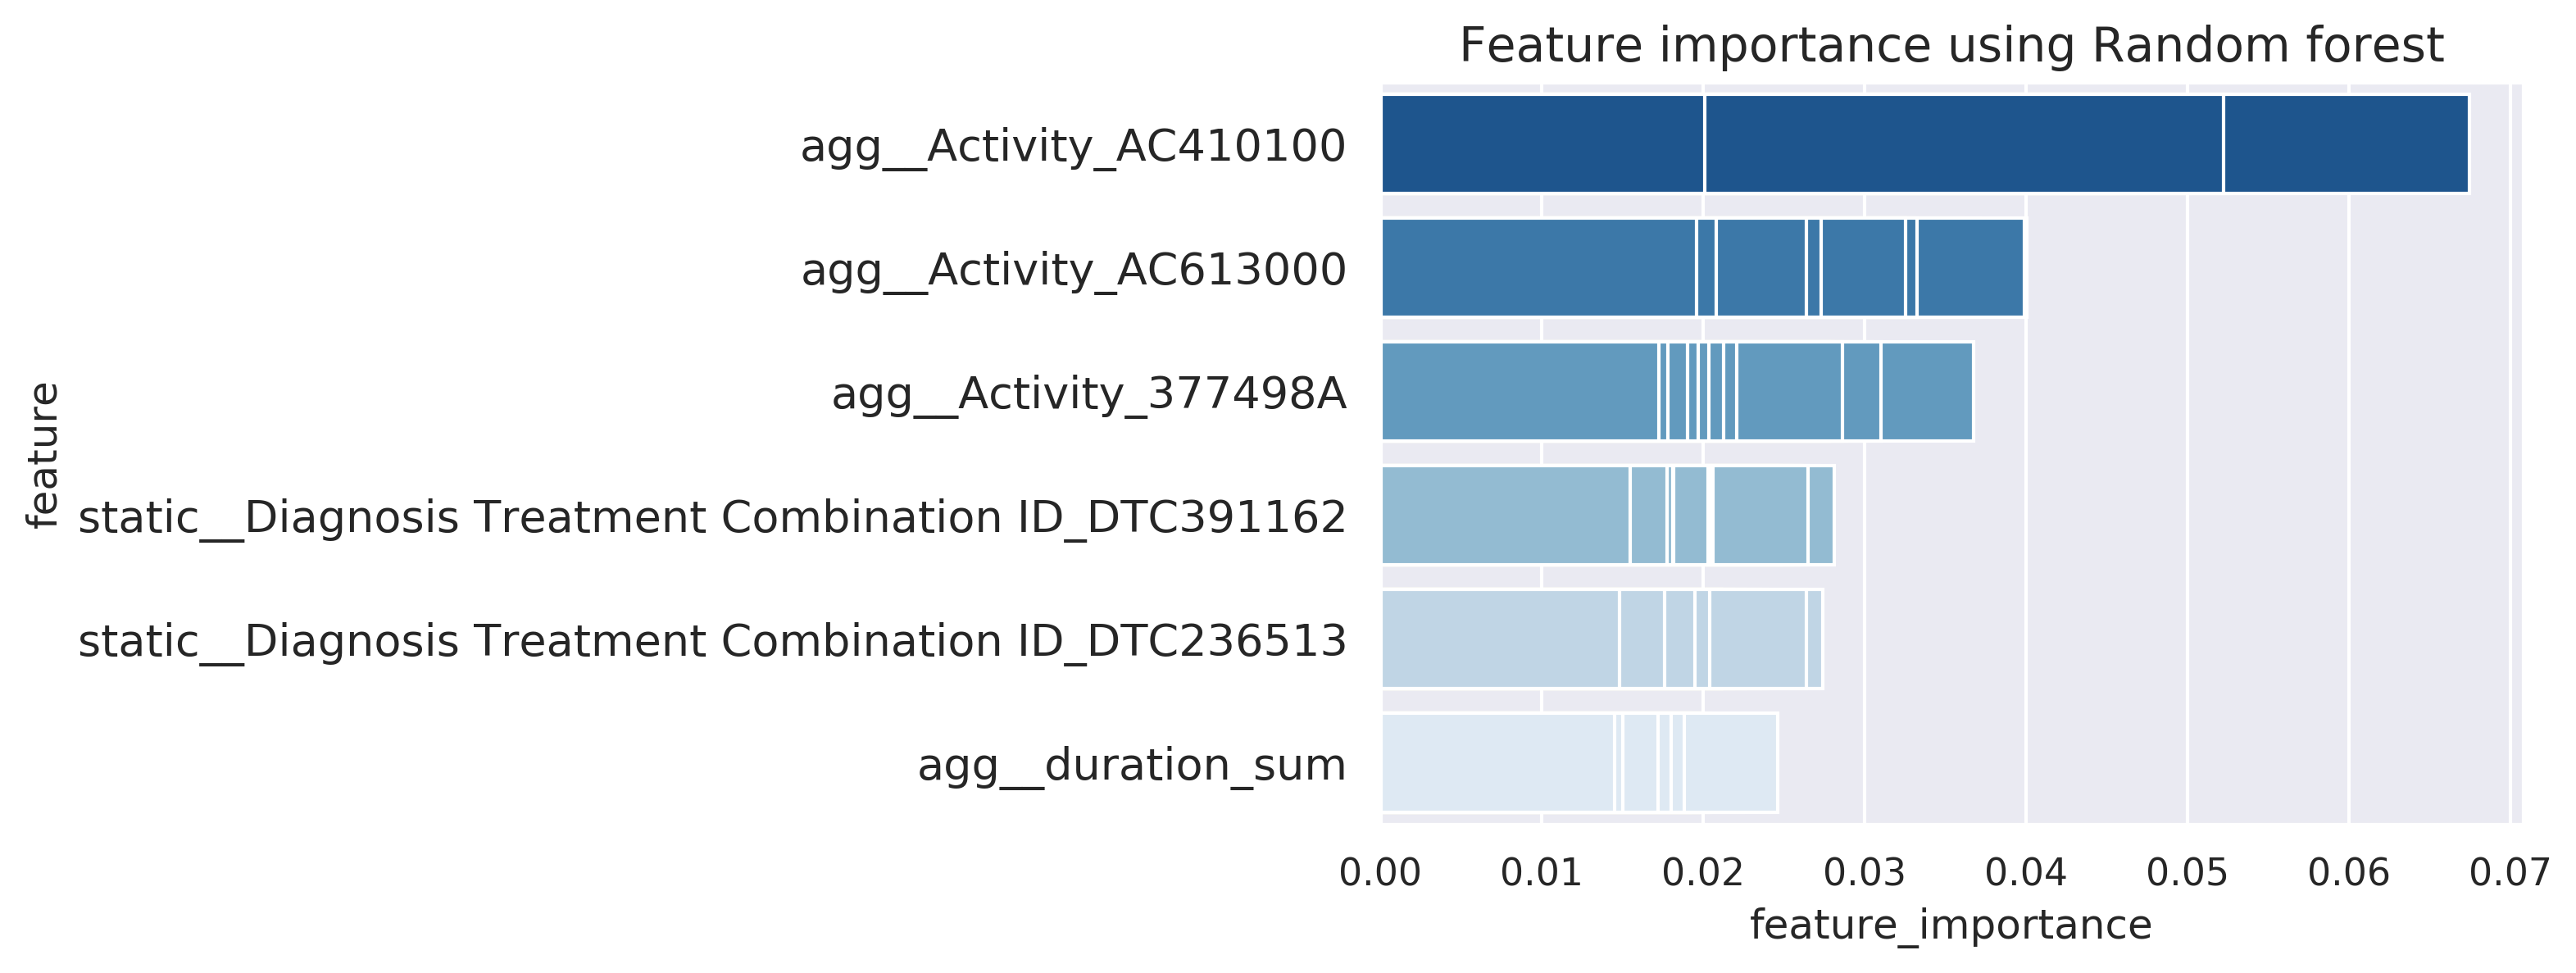 Feature importance using Random forest
feature
agg__Activity_AC410100
agg__Activity_AC613000
agg__Activity_377498A
static__Diagnosis Treatment Combination ID_DTC391162
static__Diagnosis Treatment Combination ID_DTC236513
agg__duration_sum
0.00 0.01 0.02 0.03 0.04 0.05 0.06 0.07
feature_importance